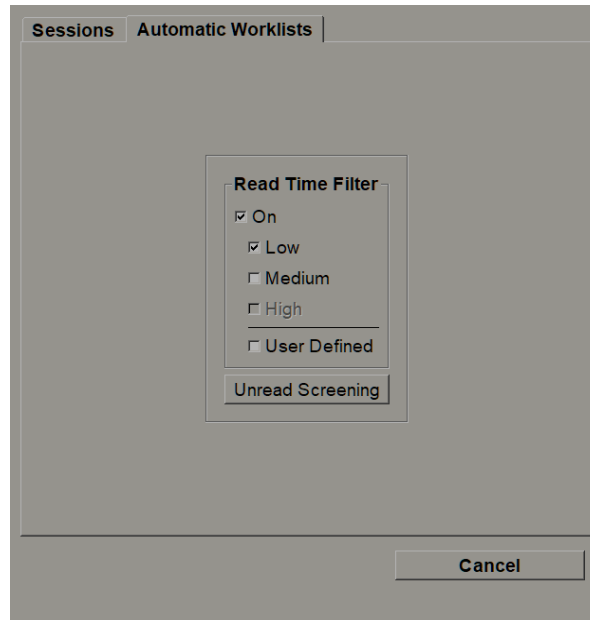 Sessions Automatic Worklists
Read Time Filter
On
Low
Medium
High
User Defined
Unread Screening
Cancel